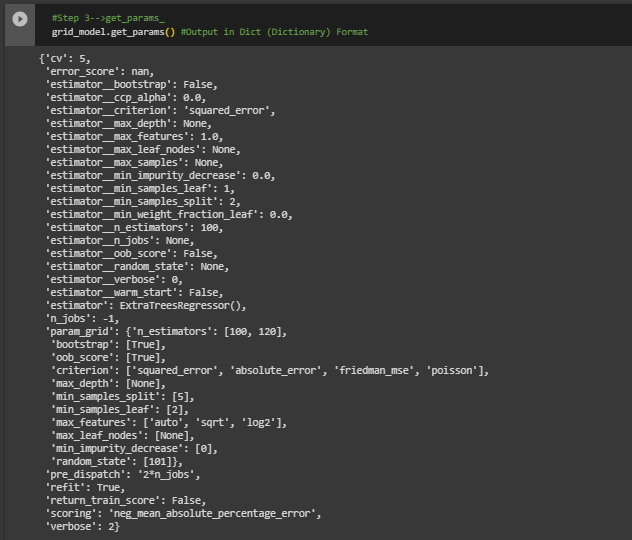 #Step 3-->get_params_
grid_model.get_params() #Output in Dict (Dictionary) Format
{'cv': 5,
'error_score': nan,
'estimator__bootstrap': False,
'estimator__ccp_alpha': 0.0,
'estimator__criterion': 'squared_error',
'estimator__max_depth': None,
'estimator__max_features': 1.0,
'estimator__max_leaf_nodes': None,
'estimator__max_samples': None,
'estimator__min_impurity_decrease': 0.0,
'estimator__min_samples_leaf': 1,
'estimator__min_samples_split': 2,
'estimator__min_weight_fraction_leaf': 0.0,
'estimator__n_estimators': 100,
'estimator__n_jobs': None,
'estimator__oob_score': False,
'estimator__random_state': None,
'estimator__verbose': 0,
'estimator__warm_start': False,
'estimator': ExtraTreesRegressor(),
'n_jobs': -1,
'param_grid': {'n_estimators': [100, 120],
'bootstrap': [True],
'oob_score': [True],
'criterion': ['squared_error', 'absolute_error', 'friedman_mse', 'poisson'],
'max_depth': [None],
'min_samples_split': [5],
'min_samples_leaf': [2],
'max_features': ['auto', 'sqrt', 'log2'],
'max_leaf_nodes': [None],
'min_impurity_decrease': [0],
'random_state': [101]},
'pre_dispatch': '2*n_jobs',
'refit': True,
'return_train_score': False,
'scoring': 'neg_mean_absolute_percentage_error',
'verbose': 2}